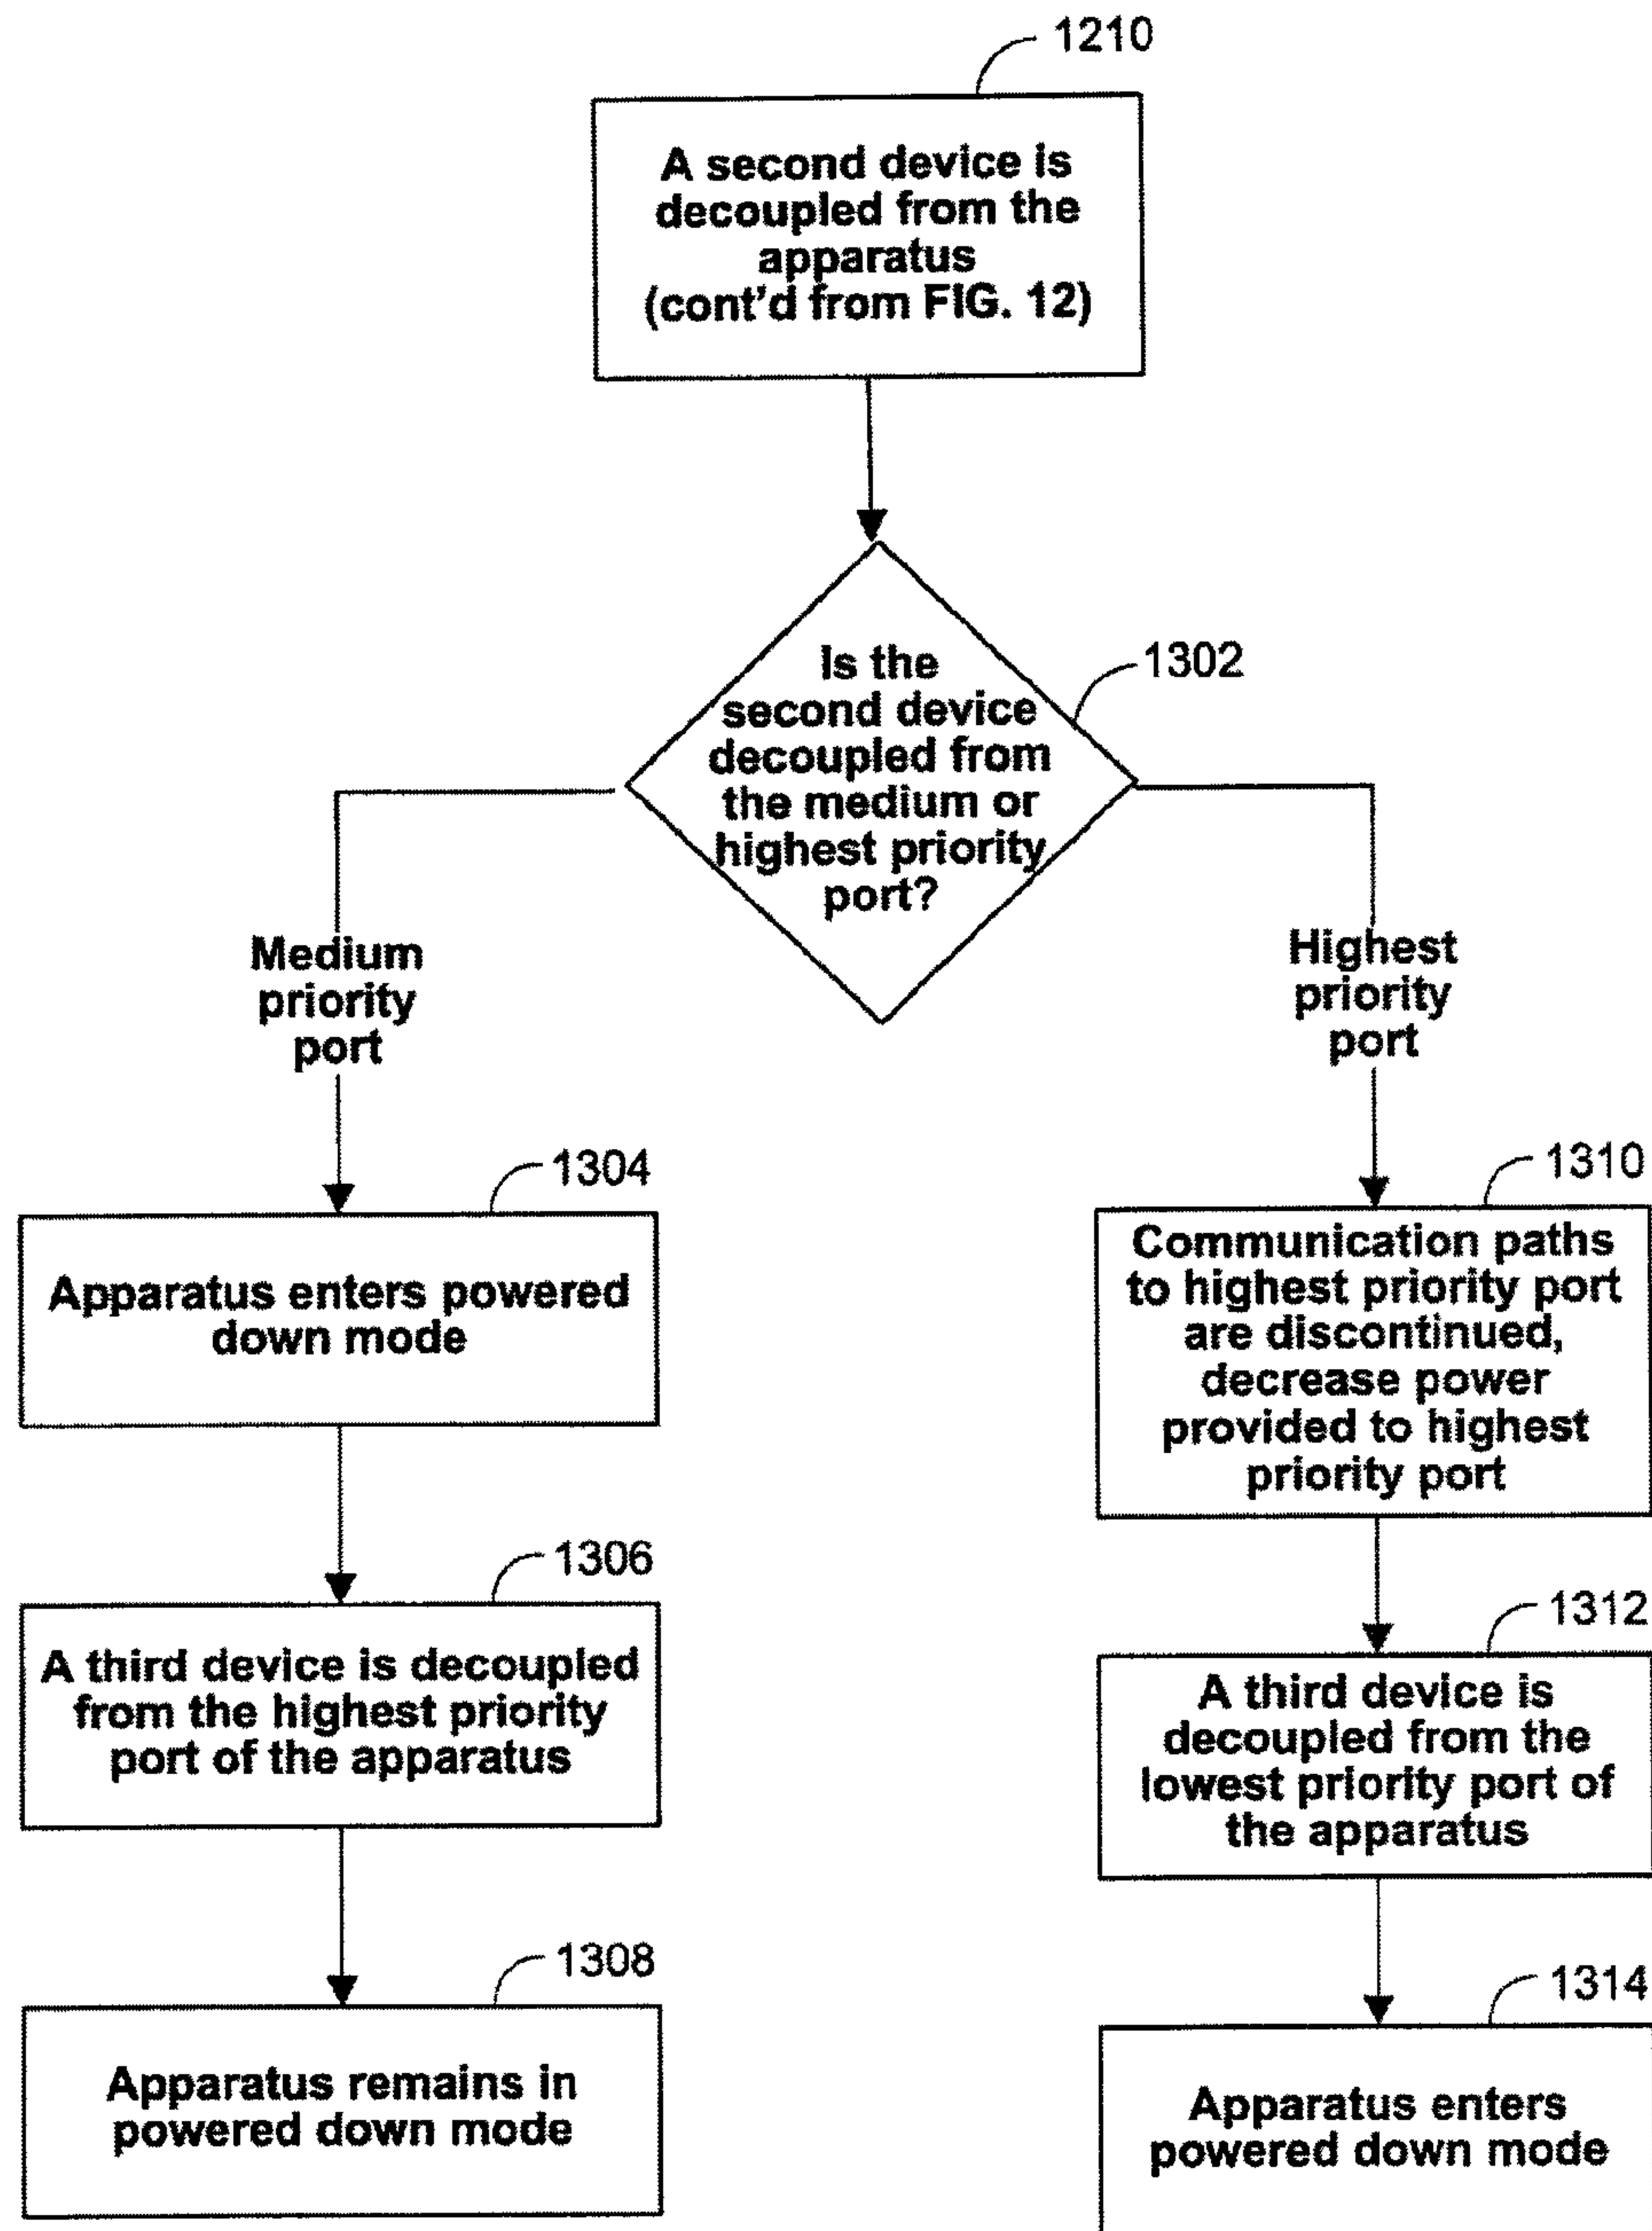 1210
A second device is
decoupled from the
apparatus
(cont'd from FIG. 12)
1302
Is the
second device
decoupled from
the medium or
highest priority
port?
Medium
priority
port
Highest
priority
port
1304
Apparatus enters powered
down mode
1306
A third device is decoupled
from the highest priority
port of the apparatus
1308
Apparatus remains in
powered down mode
1310
Communication paths
to highest priority port
are discontinued,
decrease power
provided to highest
priority port
1312
A third device is
decoupled from the
lowest priority port of
the apparatus
1314
Apparatus enters
powered down mode